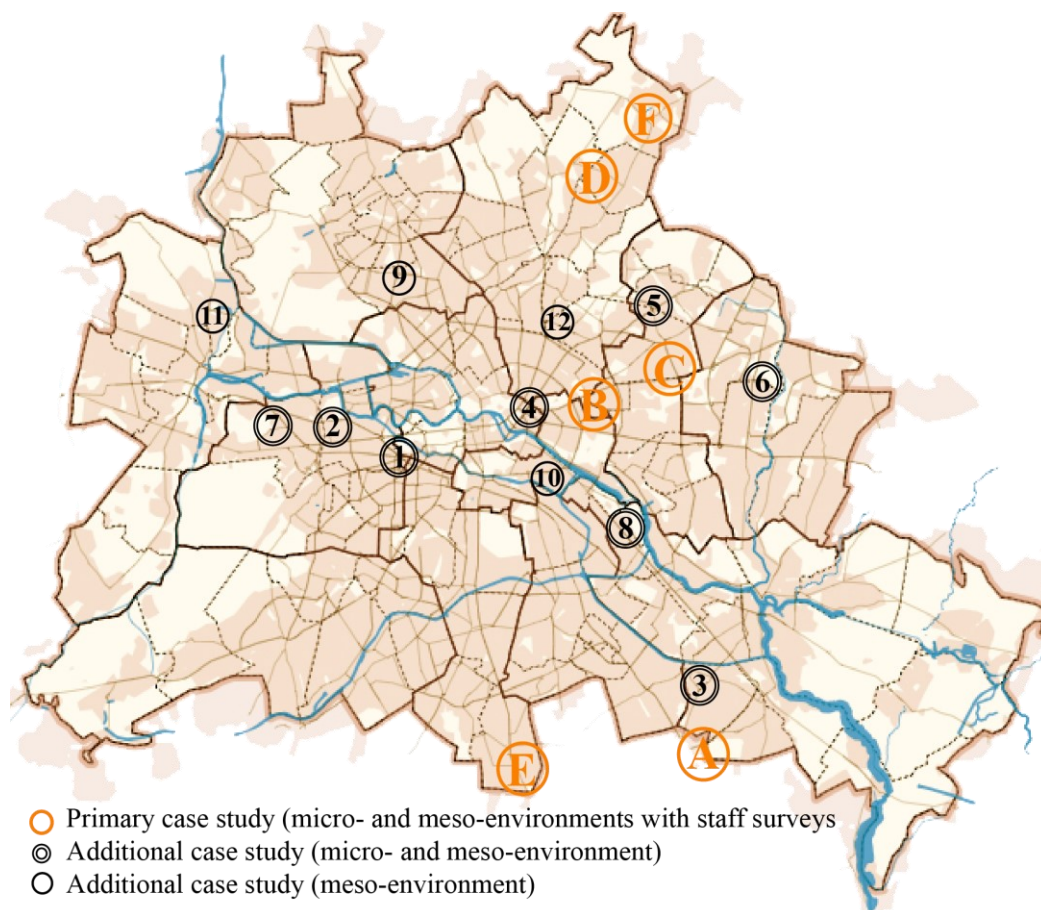 F
D
9
5
11
12
C
6
B
4
7
2
1
10
8
3
A
E
Primary case study (micro- and meso-environments with staff surveys
Additional case study (micro- and meso-environment)
Additional case study (meso-environment)